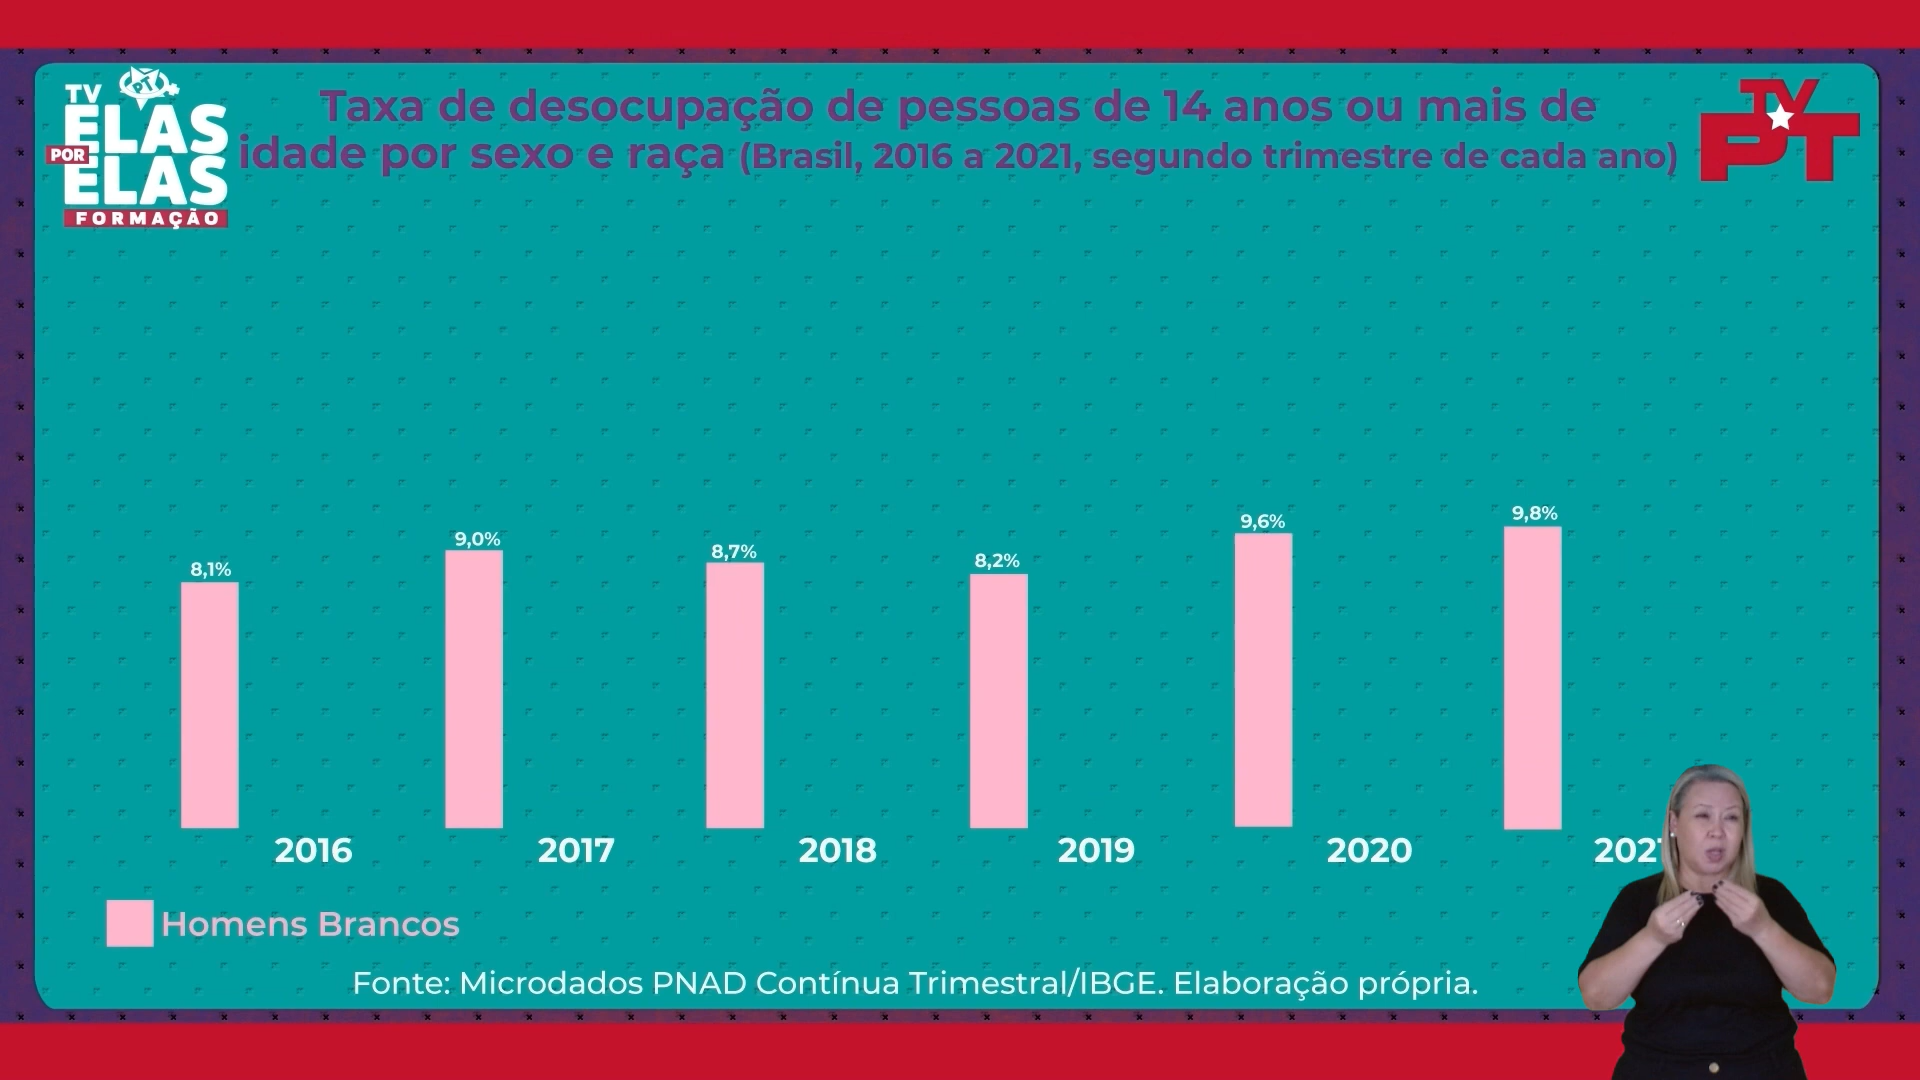 TV
ELAS
POR
ELAS
FORMAÇÃO
Taxa de desocupação de pessoas de 14 anos ou mais de
idade por sexo e raça (Brasil, 2016 a 2021, segundo trimestre de cada ano)
TV
PT
8,1%
9,0%
8,7%
8,2%
9,6%
9,8%
2016
2017
2018
2019
2020
2021
Homens Brancos
Fonte: Microdados PNAD Contínua Trimestral/IBGE. Elaboração própria.